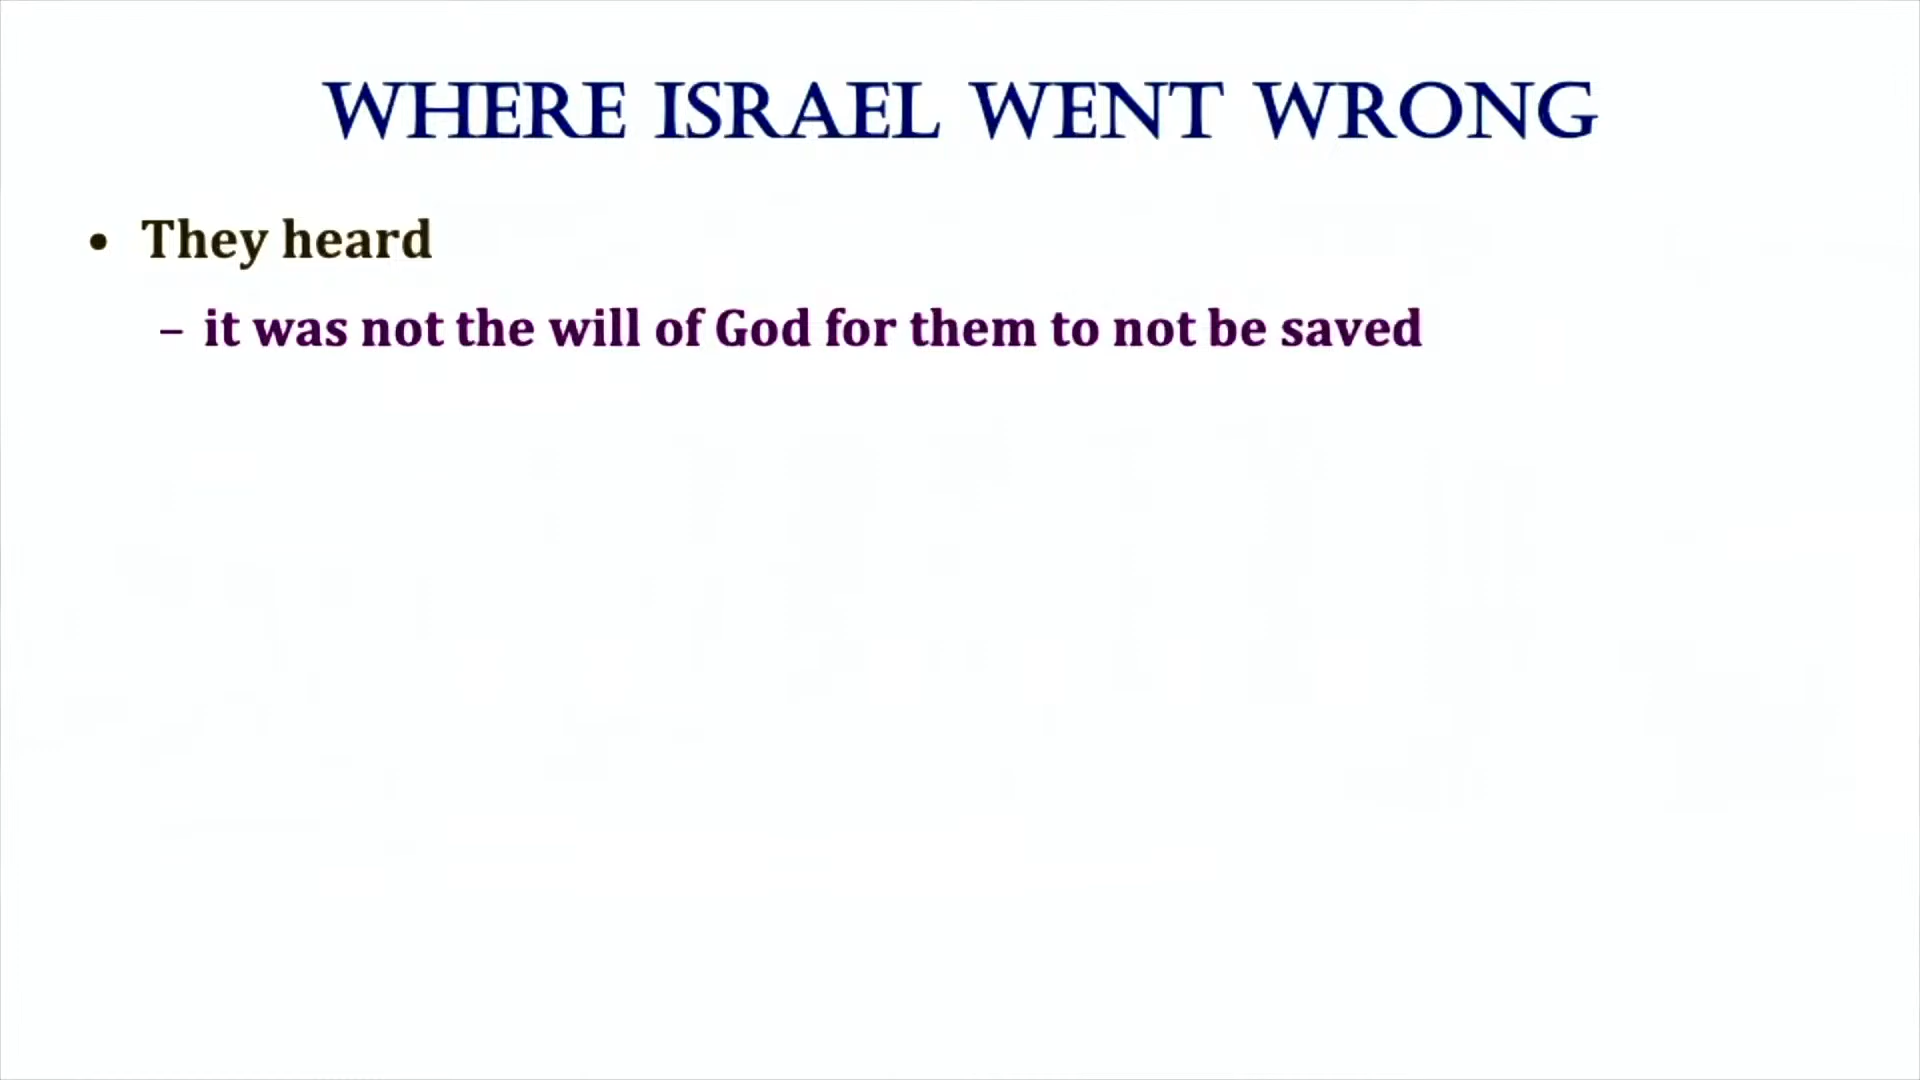 WHERE ISRAEL WENT WRONG
• They heard
– it was not the will of God for them to not be saved